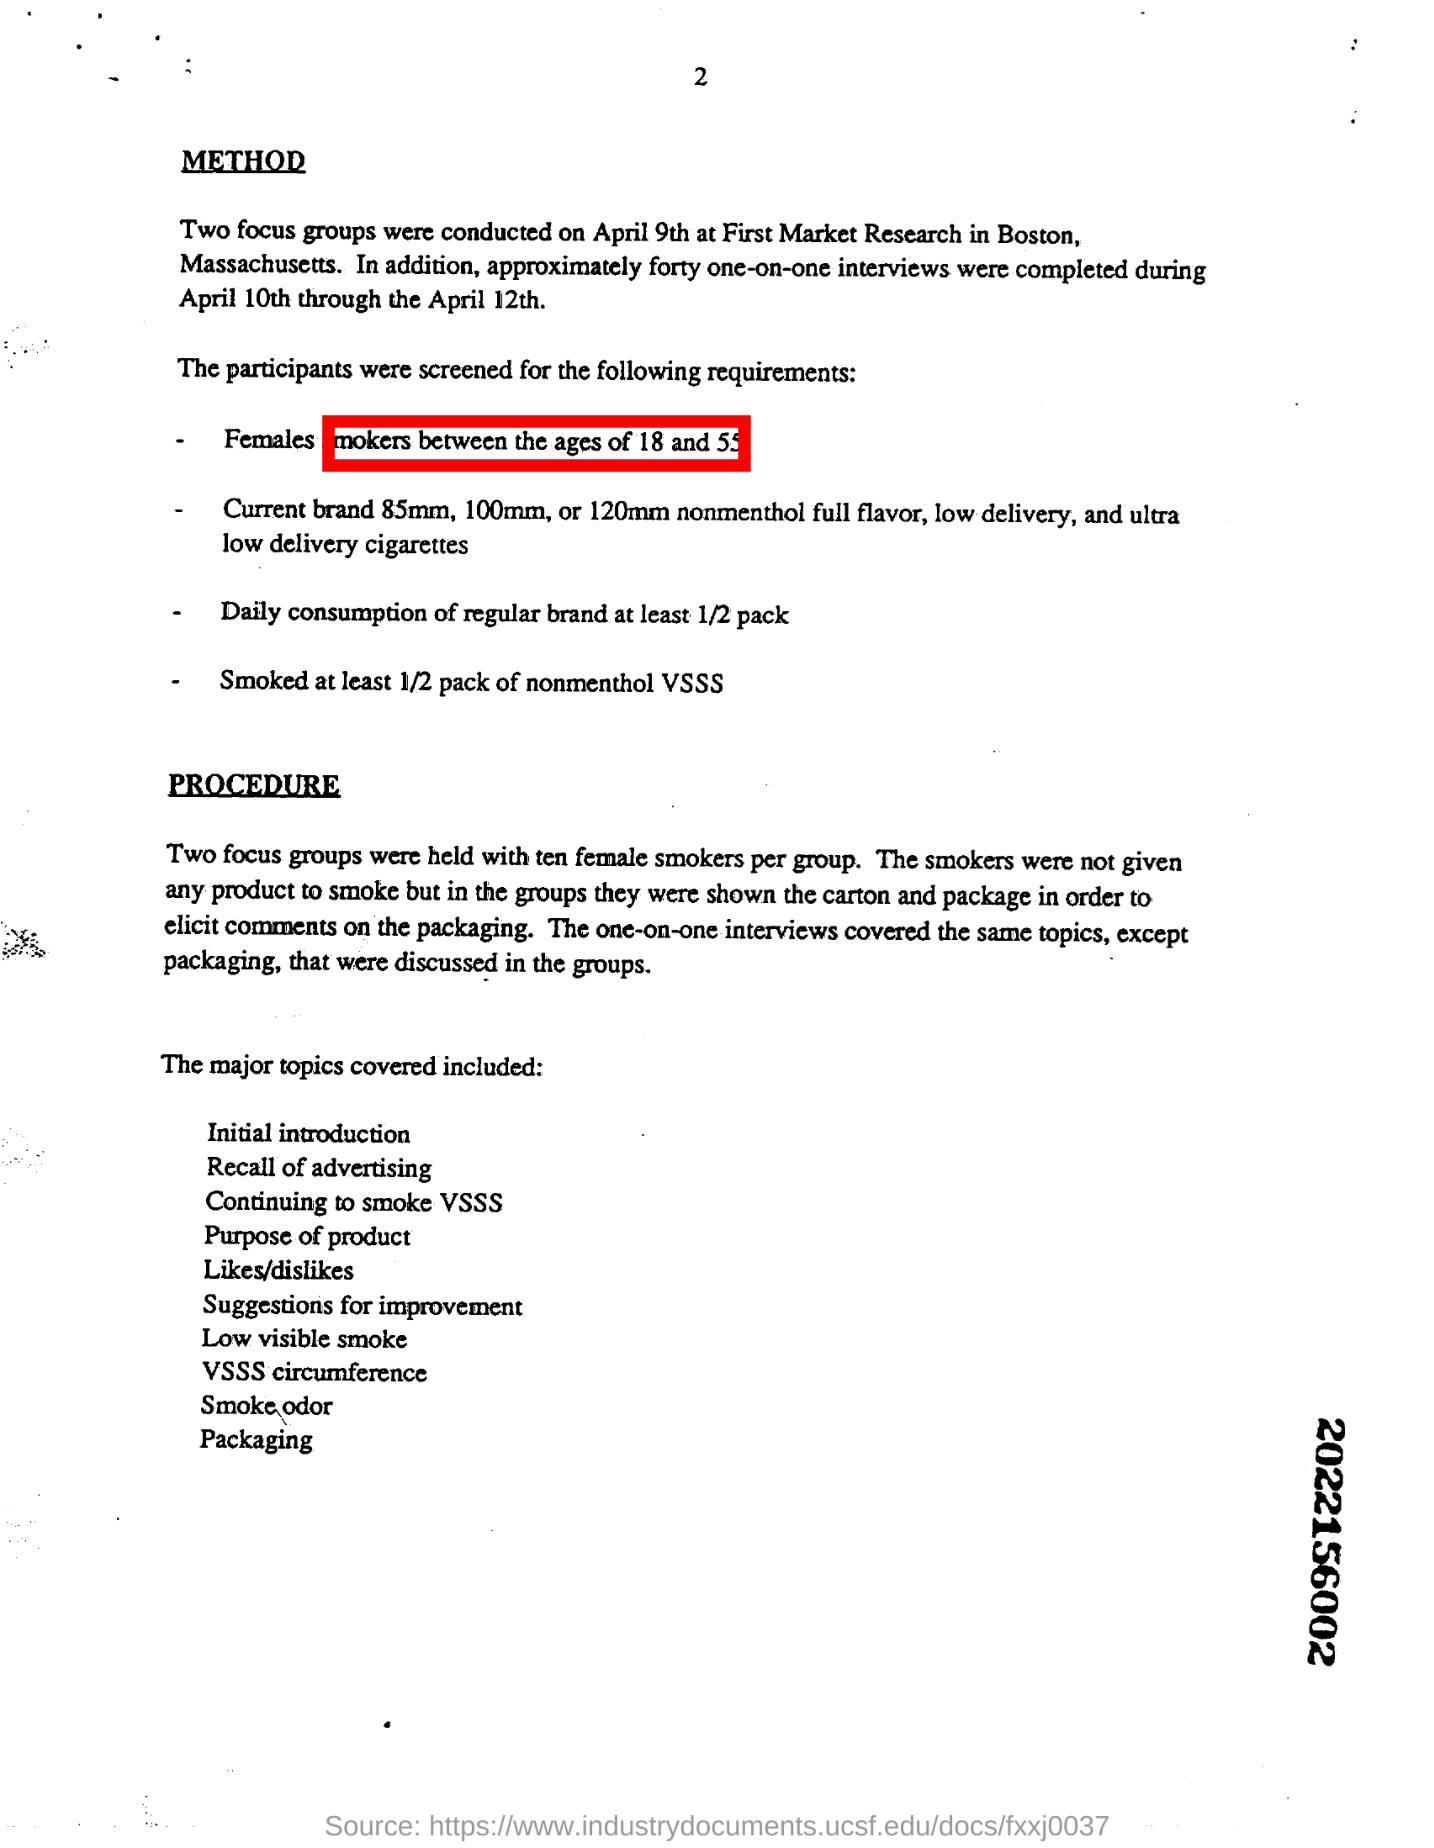 2
METHOD
Two focus groups were conducted on April 9th at First Market Research in Boston,
Massachusetts. In addition, approximately forty one-on-one interviews were completed during
April 10th through the April 12th.
The participants were screened for the following requirements:
- Females mokers between the ages of 18 and 55
- Current brand 85mm, 100mm, or 120mm nonmenthol full flavor, low delivery, and ultra
low delivery cigarettes
- Daily consumption of regular brand at least 1/2 pack
- Smoked at least 1/2 pack of nonmenthol VSSS
PROCEDURE
Two focus groups were held with ten female smokers per group. The smokers were not given
any product to smoke but in the groups they were shown the carton and package in order to
elicit comments on the packaging. The one-on-one interviews covered the same topics, except
packaging, that were discussed in the groups.
The major topics covered included:
Initial introduction
Recall of advertising
Continuing to smoke VSSS
Purpose of product
Likes/dislikes
Suggestions for improvement
Low visible smoke
VSSS circumference
Smoke odor
Packaging
2022156002
Source: https://www.industrydocuments.ucsf.edu/docs/fxxj0037